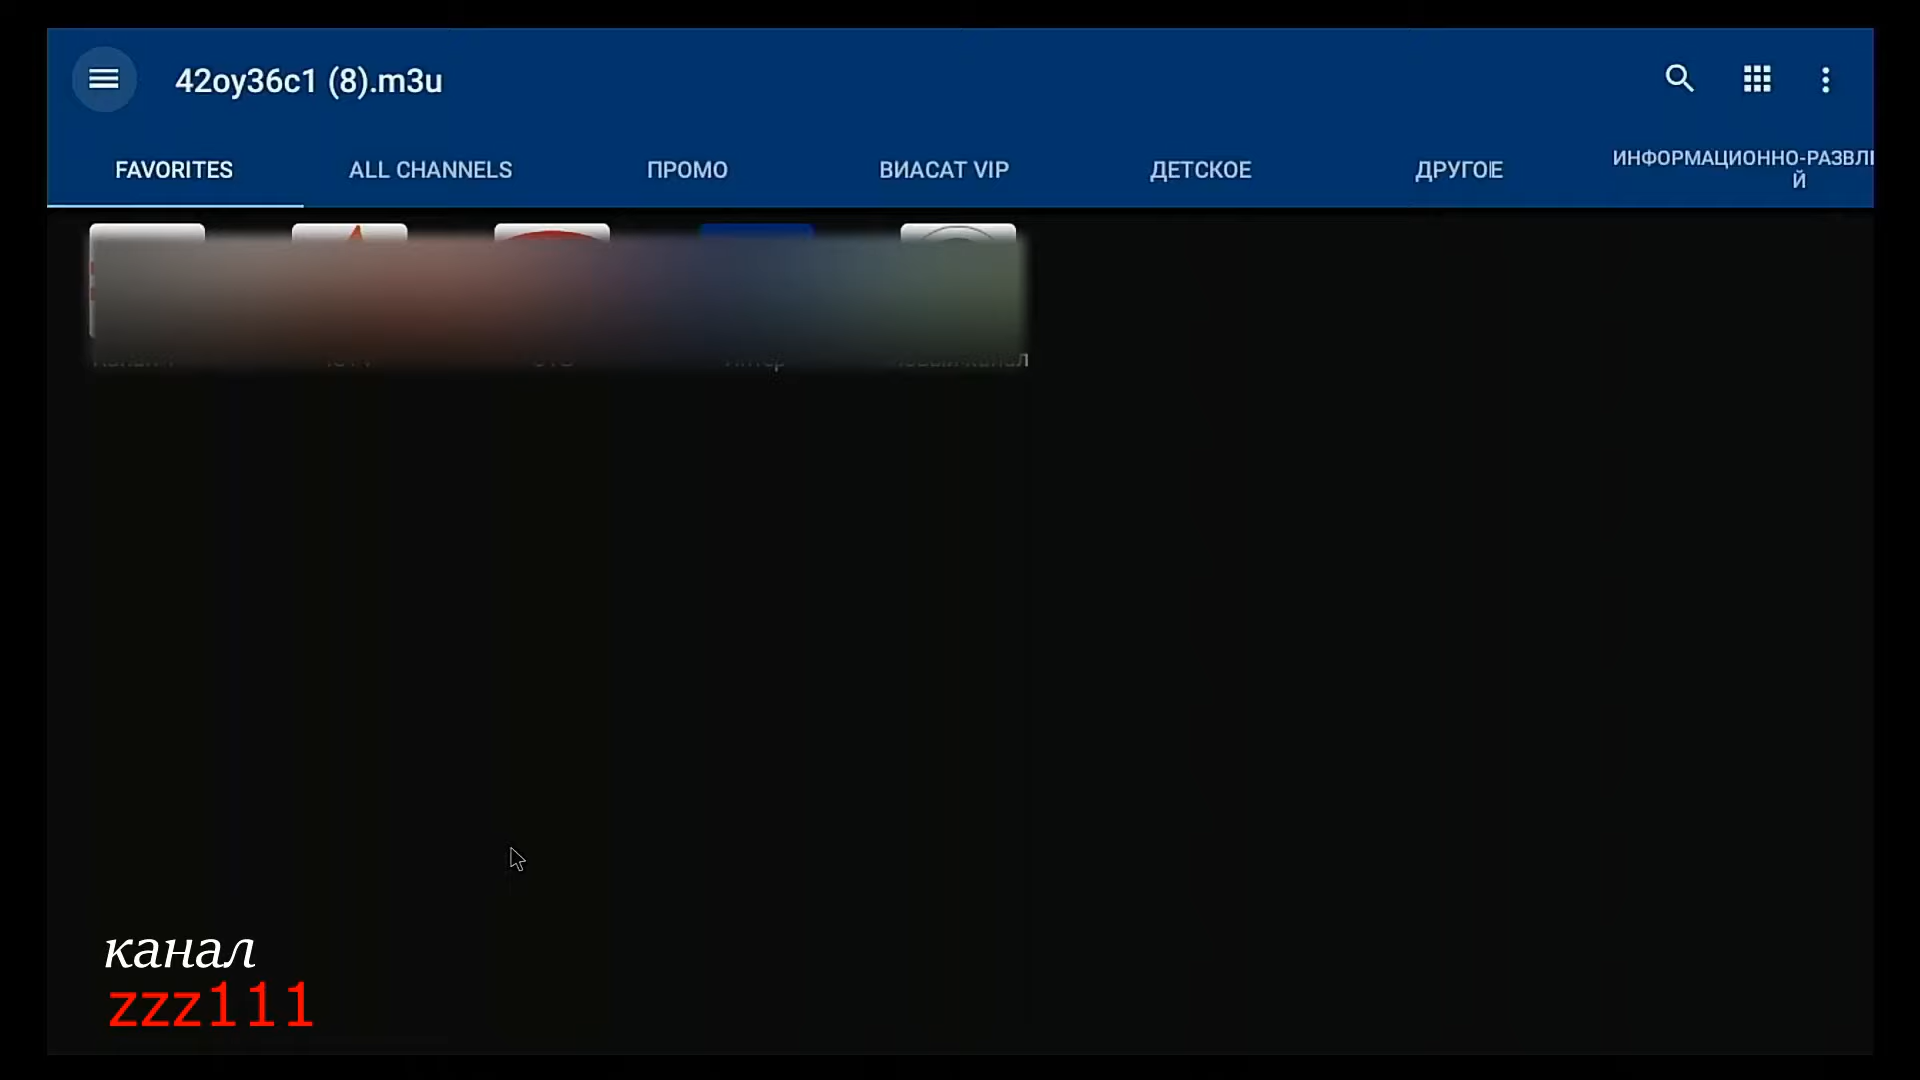 42oy36c1 (8).m3u
FAVORITES
ALL CHANNELS
ПРОМО
ВИАСАТ VIP
ДЕТСКОЕ
ДРУГОЕ
ИНФОРМАЦИОННО-РАЗВЛ
Й
канал
zzz111